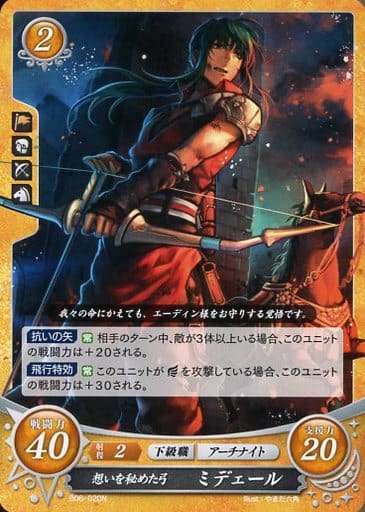 2
我々の命にかえても、エーディン様をお守りする覚悟です。
抗いの矢 常 相手のターン中、敵が3体以上いる場合、このユニット
の戦闘力は+20される。
飛行特効 常 このユニットが を攻撃している場合、このユニット
の戦闘力は+30される。
戦闘力 40
射程 2 下級職 アーチナイト
支援力 20
想いを秘めた弓 ミデェール
B06-020N
Illust:やまだ六角